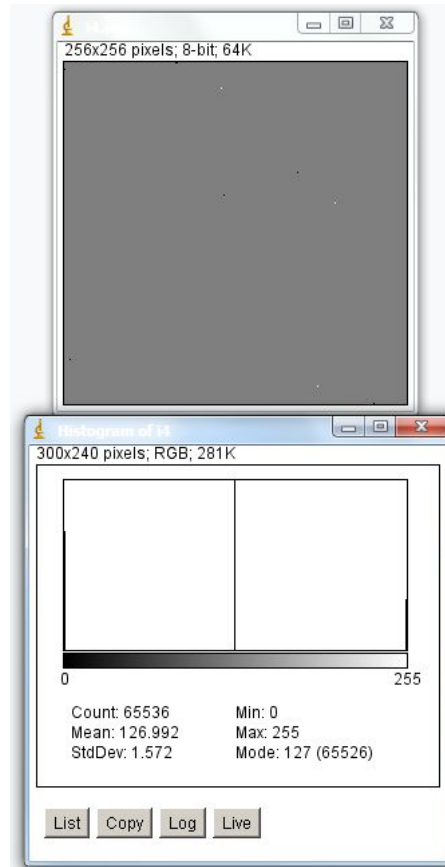 256x256 pixels; 8-bit; 64K
Histogram of i4
300x240 pixels; RGB; 281K
0 255
Count: 65536 Min: 0
Mean: 126.992 Max: 255
StdDev: 1.572 Mode: 127 (65526)
List Copy Log Live